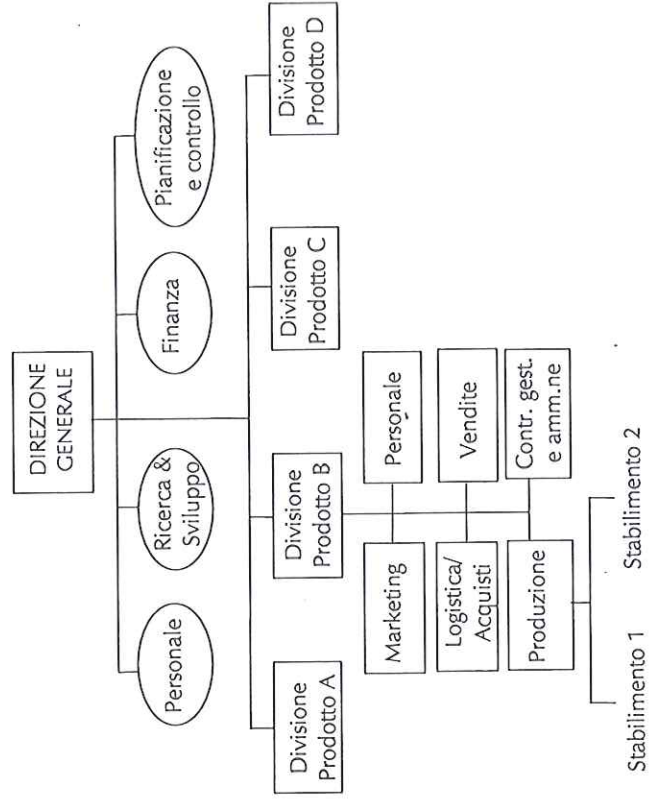 DIREZIONE
GENERALE
Personale
Ricerca &
Sviluppo
Finanza
Pianificazione
e controllo
Divisione
Prodotto A
Divisione
Prodotto B
Divisione
Prodotto C
Divisione
Prodotto D
Marketing
Personale
Logistica/
Acquisti
Vendite
Produzione
Contr. gest.
e amm.ne
Stabilimento 1
Stabilimento 2